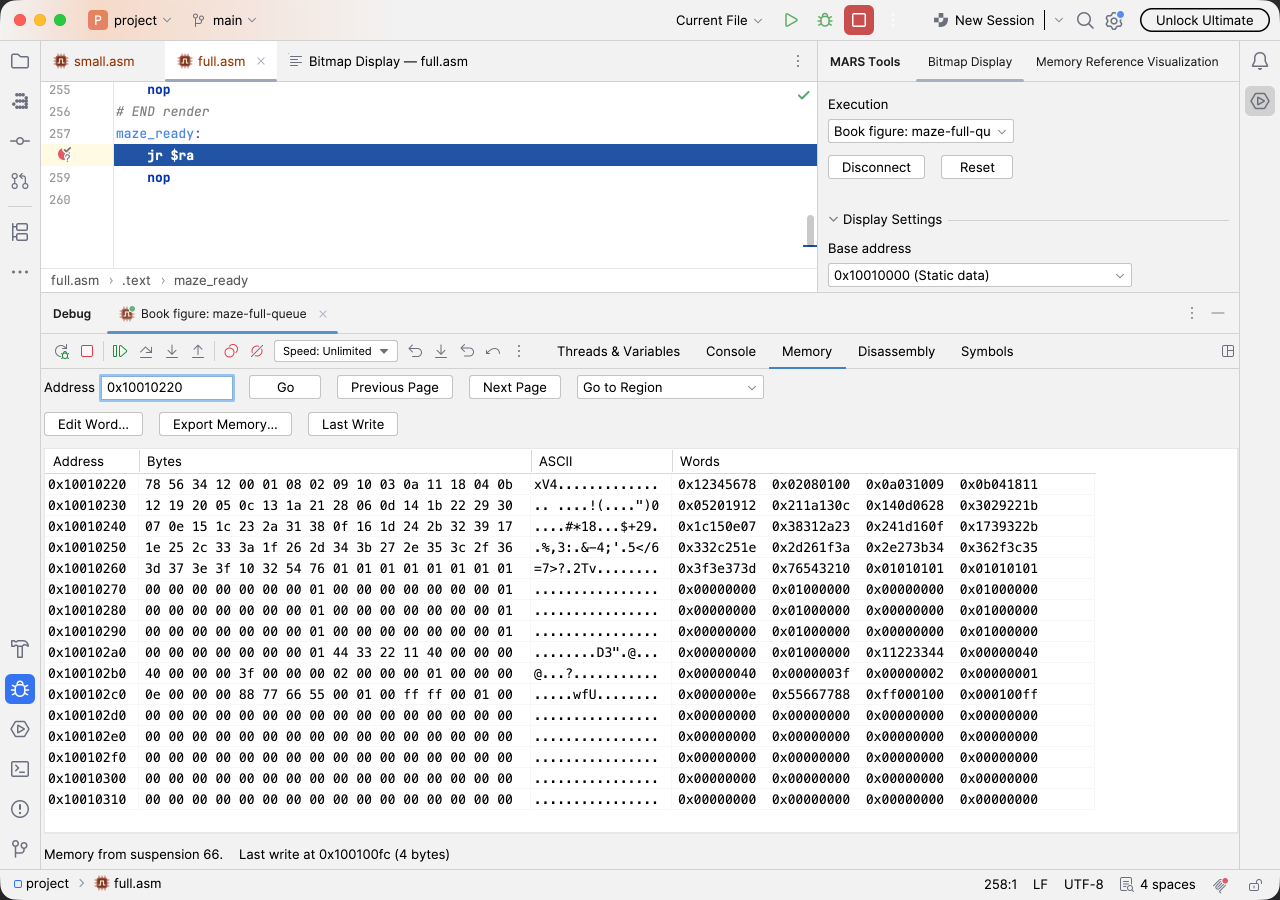 P project main Current File New Session Unlock Ultimate
small.asm full.asm Bitmap Display — full.asm MARS Tools Bitmap Display Memory Reference Visualization
255 nop
256 # END render
257 maze_ready:
jr $ra
259 nop
260
full.asm › .text › maze_ready
Execution
Book figure: maze-full-qu
Disconnect Reset
Display Settings
Base address
0x10010000 (Static data)
Debug Book figure: maze-full-queue
Speed: Unlimited Threads & Variables Console Memory Disassembly Symbols
Address 0x10010220 Go Previous Page Next Page Go to Region
Edit Word... Export Memory... Last Write
Address Bytes ASCII Words
0x10010220 78 56 34 12 00 01 08 02 09 10 03 0a 11 18 04 0b xV4............. 0x12345678 0x02080100 0x0a031009 0x0b041811
0x10010230 12 19 20 05 0c 13 1a 21 28 06 0d 14 1b 22 29 30 .. ....!(....")0 0x05201912 0x211a130c 0x140d0628 0x3029221b
0x10010240 07 0e 15 1c 23 2a 31 38 0f 16 1d 24 2b 32 39 17 ....#*18...$+29. 0x1c150e07 0x38312a23 0x241d160f 0x1739322b
0x10010250 1e 25 2c 33 3a 1f 26 2d 34 3b 27 2e 35 3c 2f 36 .%,3:.&-4;'.5</6 0x332c251e 0x2d261f3a 0x2e273b34 0x362f3c35
0x10010260 3d 37 3e 3f 10 32 54 76 01 01 01 01 01 01 01 01 =7>?.2Tv........ 0x3f3e373d 0x76543210 0x01010101 0x01010101
0x10010270 00 00 00 00 00 00 00 01 00 00 00 00 00 00 00 01 ................ 0x00000000 0x01000000 0x00000000 0x01000000
0x10010280 00 00 00 00 00 00 00 01 00 00 00 00 00 00 00 01 ................ 0x00000000 0x01000000 0x00000000 0x01000000
0x10010290 00 00 00 00 00 00 00 01 00 00 00 00 00 00 00 01 ................ 0x00000000 0x01000000 0x00000000 0x01000000
0x100102a0 00 00 00 00 00 00 00 01 44 33 22 11 40 00 00 00 ........D3".@... 0x00000000 0x01000000 0x11223344 0x00000040
0x100102b0 40 00 00 00 3f 00 00 00 02 00 00 00 01 00 00 00 @...?........... 0x00000040 0x0000003f 0x00000002 0x00000001
0x100102c0 0e 00 00 00 88 77 66 55 00 01 00 ff ff 00 01 00 .....wfU........ 0x0000000e 0x55667788 0xff000100 0x000100ff
0x100102d0 00 00 00 00 00 00 00 00 00 00 00 00 00 00 00 00 ................ 0x00000000 0x00000000 0x00000000 0x00000000
0x100102e0 00 00 00 00 00 00 00 00 00 00 00 00 00 00 00 00 ................ 0x00000000 0x00000000 0x00000000 0x00000000
0x100102f0 00 00 00 00 00 00 00 00 00 00 00 00 00 00 00 00 ................ 0x00000000 0x00000000 0x00000000 0x00000000
0x10010300 00 00 00 00 00 00 00 00 00 00 00 00 00 00 00 00 ................ 0x00000000 0x00000000 0x00000000 0x00000000
0x10010310 00 00 00 00 00 00 00 00 00 00 00 00 00 00 00 00 ................ 0x00000000 0x00000000 0x00000000 0x00000000
Memory from suspension 66. Last write at 0x100100fc (4 bytes)
project › full.asm 258:1 LF UTF-8 4 spaces